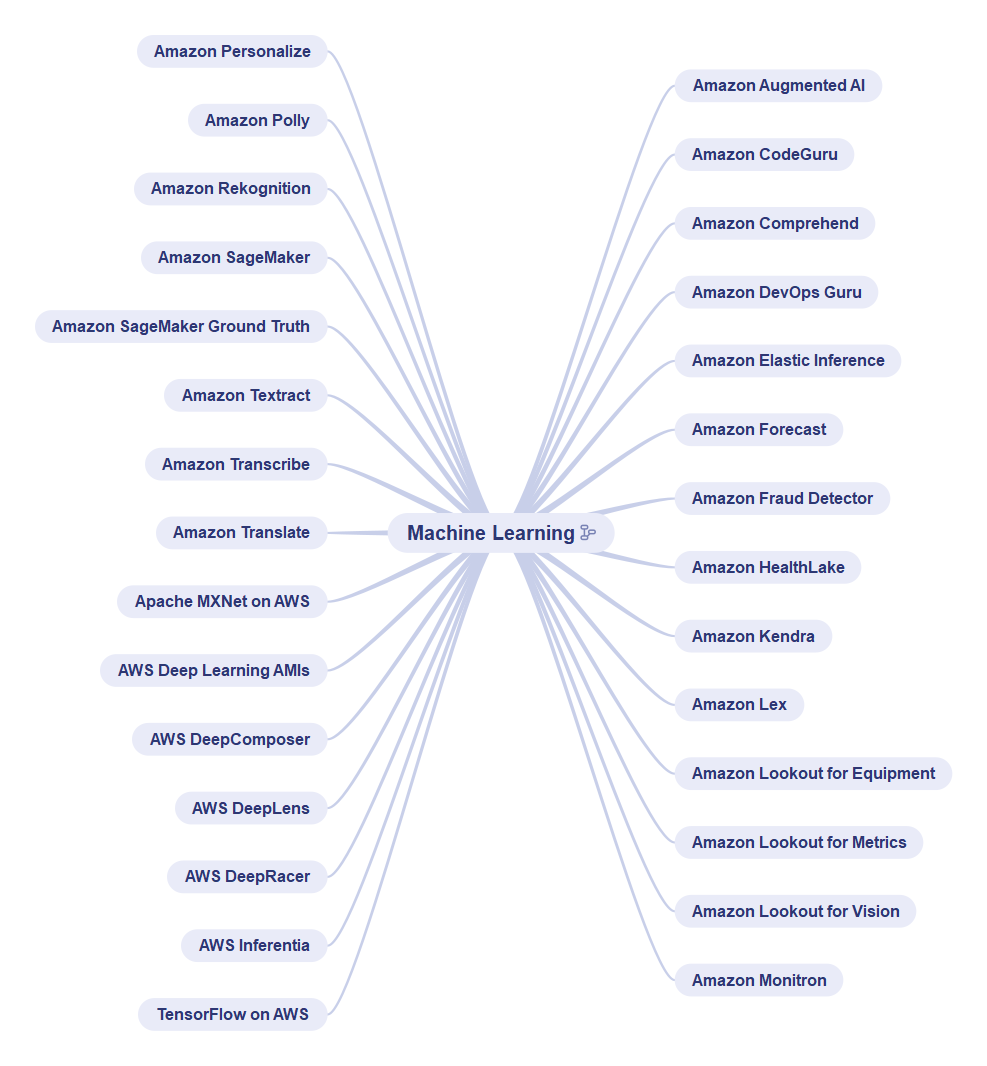 Machine Learning
Amazon Personalize
Amazon Polly
Amazon Rekognition
Amazon SageMaker
Amazon SageMaker Ground Truth
Amazon Textract
Amazon Transcribe
Amazon Translate
Apache MXNet on AWS
AWS Deep Learning AMIs
AWS DeepComposer
AWS DeepLens
AWS DeepRacer
AWS Inferentia
TensorFlow on AWS
Amazon Augmented AI
Amazon CodeGuru
Amazon Comprehend
Amazon DevOps Guru
Amazon Elastic Inference
Amazon Forecast
Amazon Fraud Detector
Amazon HealthLake
Amazon Kendra
Amazon Lex
Amazon Lookout for Equipment
Amazon Lookout for Metrics
Amazon Lookout for Vision
Amazon Monitron